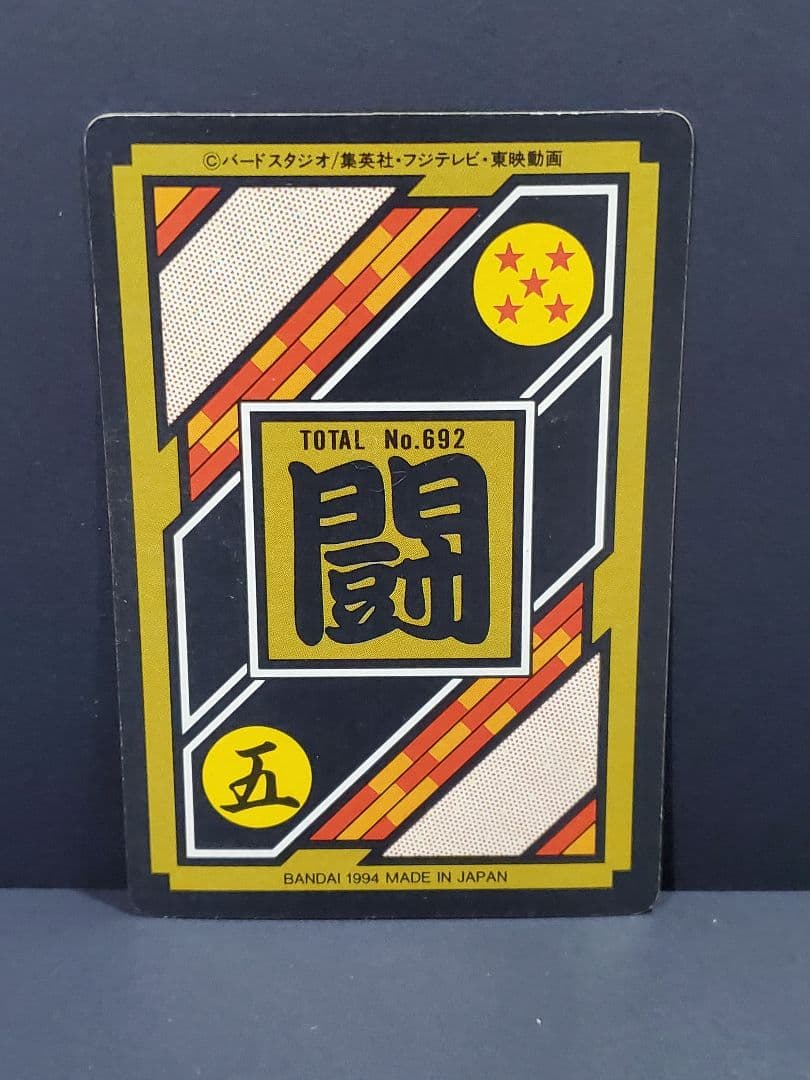 ©バードスタジオ/集英社・フジテレビ・東映動画
TOTAL No.692
闘
五
BANDAI 1994 MADE IN JAPAN